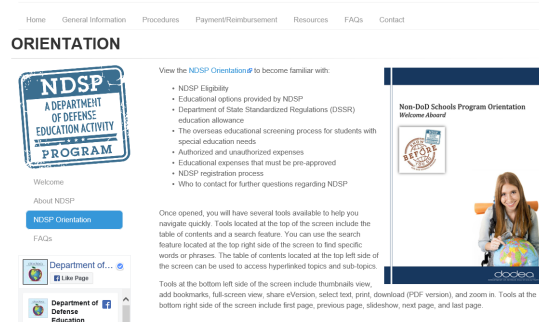 Home General Information Procedures Payment/Reimbursement Resources FAQs Contact
ORIENTATION
NDSP
A DEPARTMENT
OF DEFENSE
EDUCATION ACTIVITY
PROGRAM
Welcome
About NDSP
NDSP Orientation
FAQs
Department of...
Like Page
Department of
Defense
Education
View the NDSP Orientation to become familiar with:
• NDSP Eligibility
• Educational options provided by NDSP
• Department of State Standardized Regulations (DSSR)
education allowance
• The overseas educational screening process for students with
special education needs
• Authorized and unauthorized expenses
• Educational expenses that must be pre-approved
• NDSP registration process
• Who to contact for further questions regarding NDSP
Once opened, you will have several tools available to help you
navigate quickly. Tools located at the top of the screen include the
table of contents and a search feature. You can use the search
feature located at the top right side of the screen to find specific
words or phrases. The table of contents located at the top left side of
the screen can be used to access hyperlinked topics and sub-topics.
Tools at the bottom left side of the screen include thumbnails view,
add bookmarks, full-screen view, share eVersion, select text, print, download (PDF version), and zoom in. Tools at the
bottom right side of the screen include first page, previous page, slideshow, next page, and last page.
Non-DoD Schools Program Orientation
Welcome Aboard
BEFORE
dodea